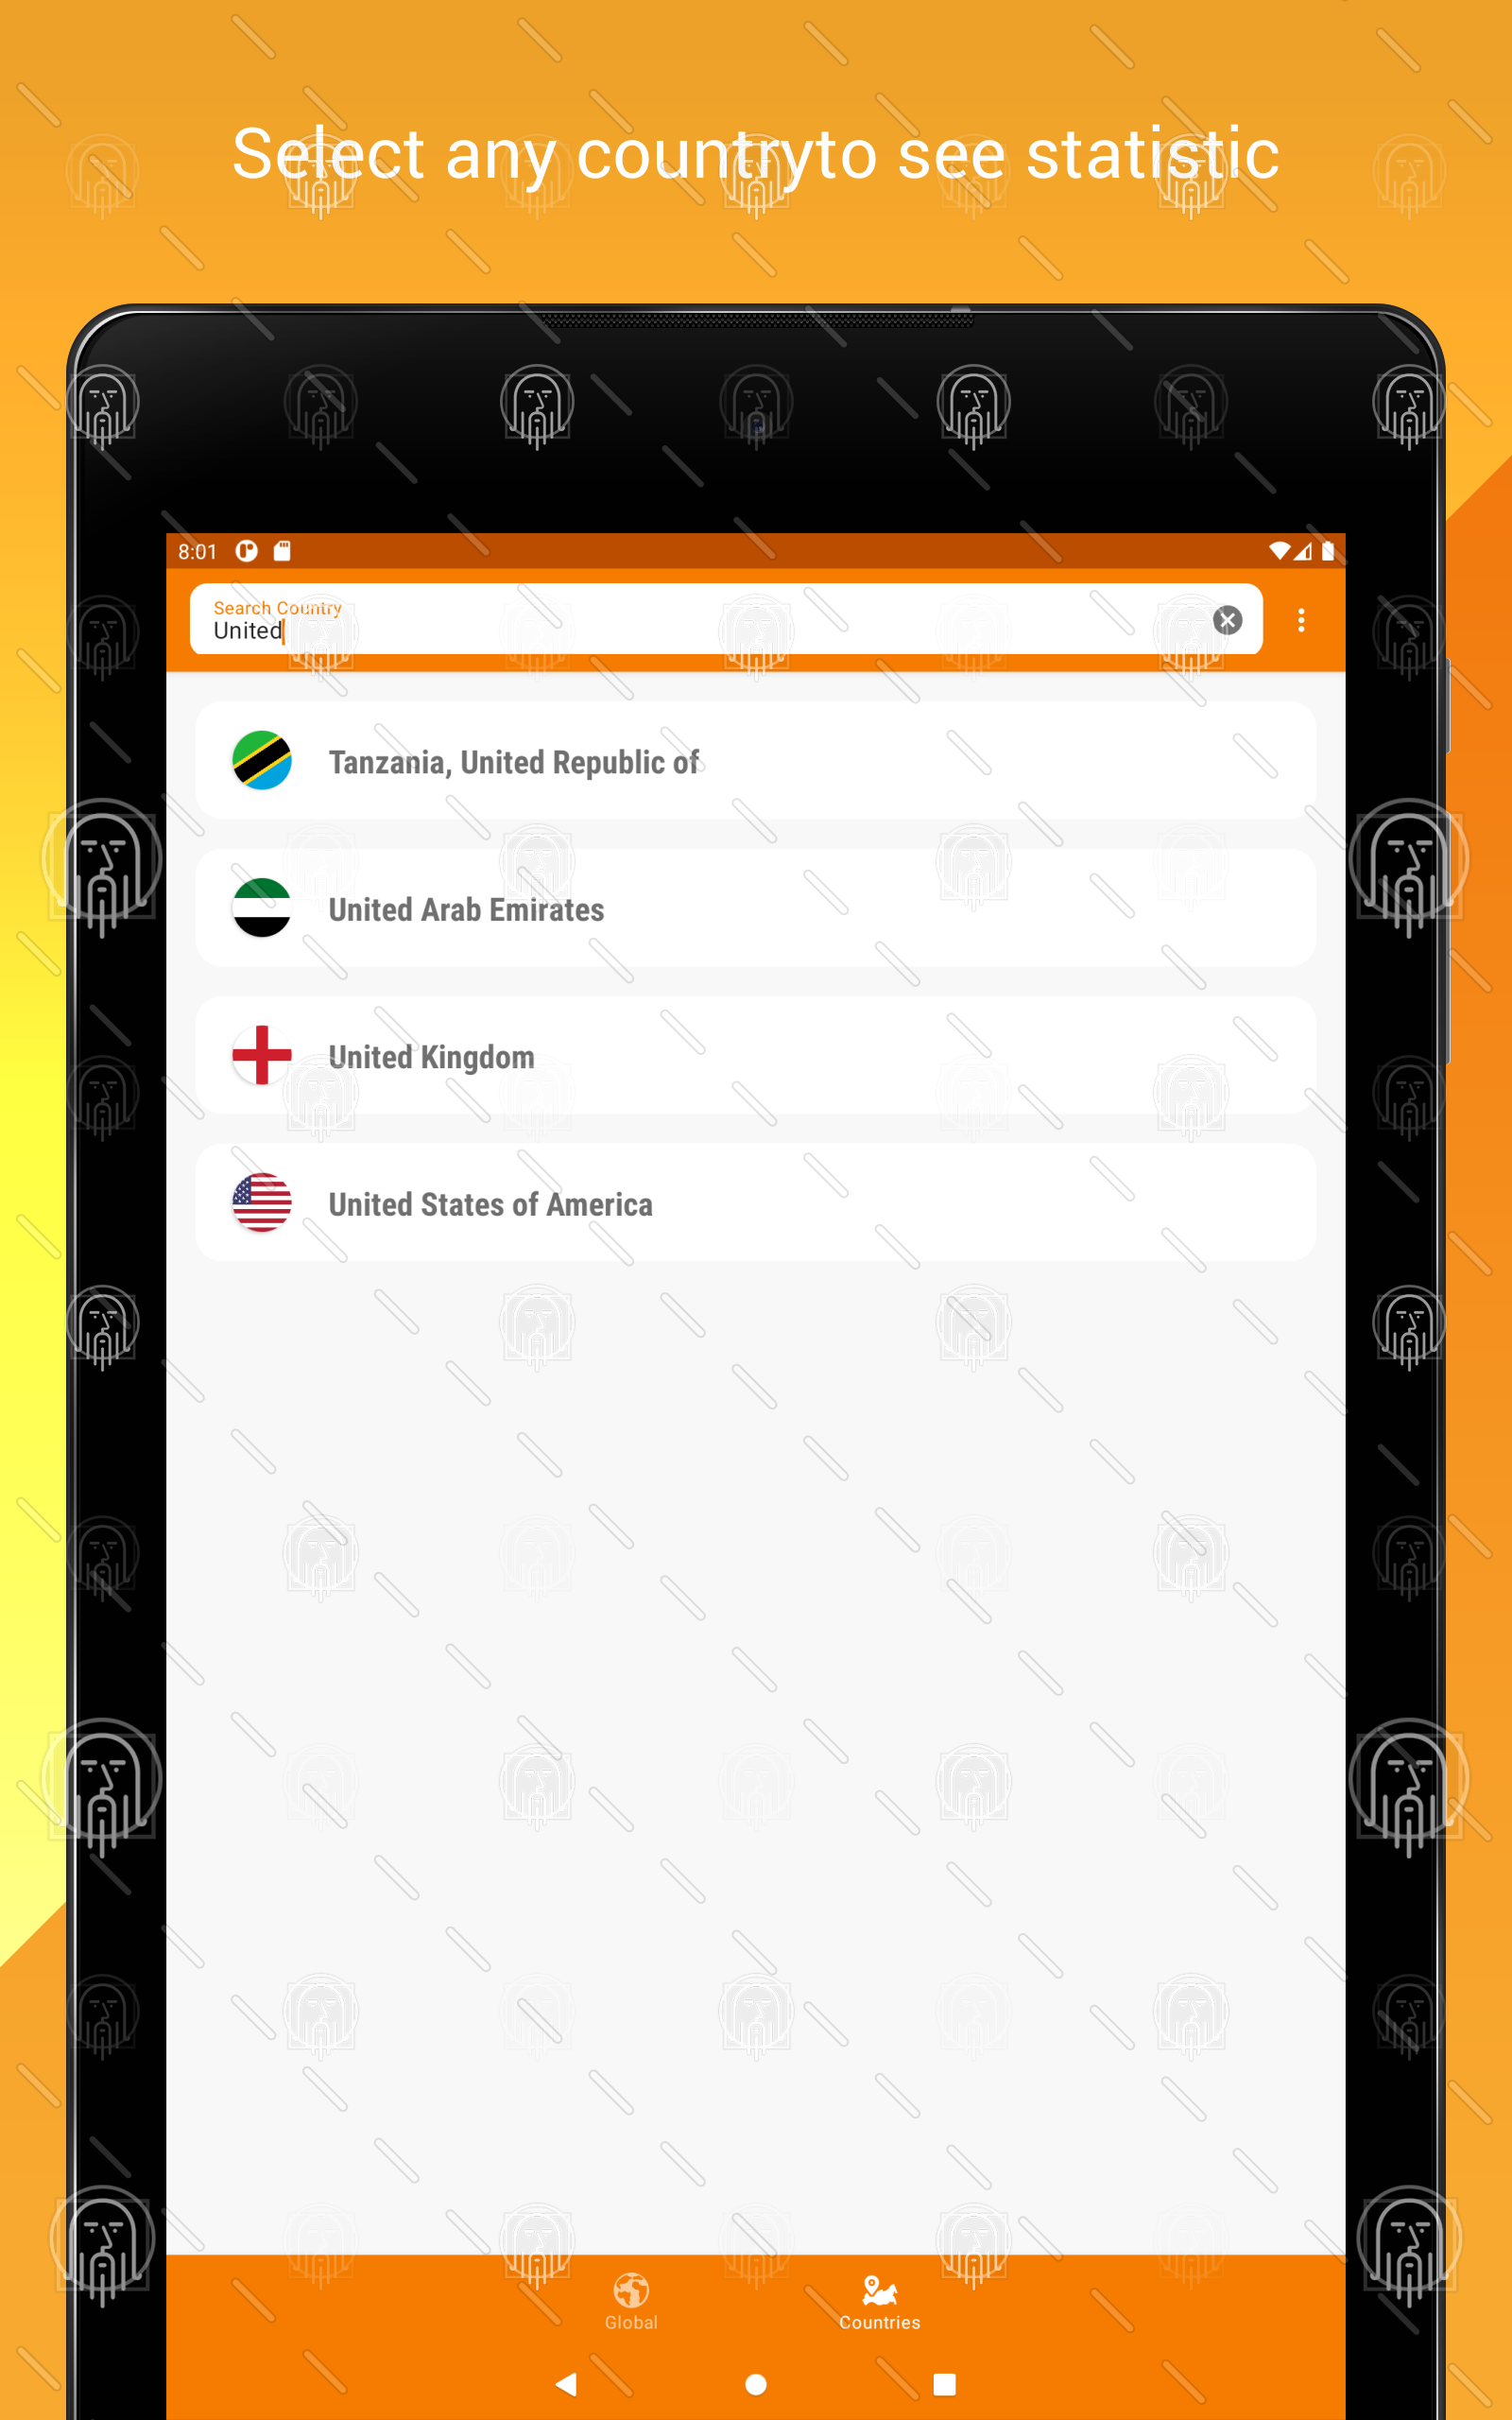 Select any countryto see statistic
8:01
Search Country
United
Tanzania, United Republic of
United Arab Emirates
United Kingdom
United States of America
Global
Countries